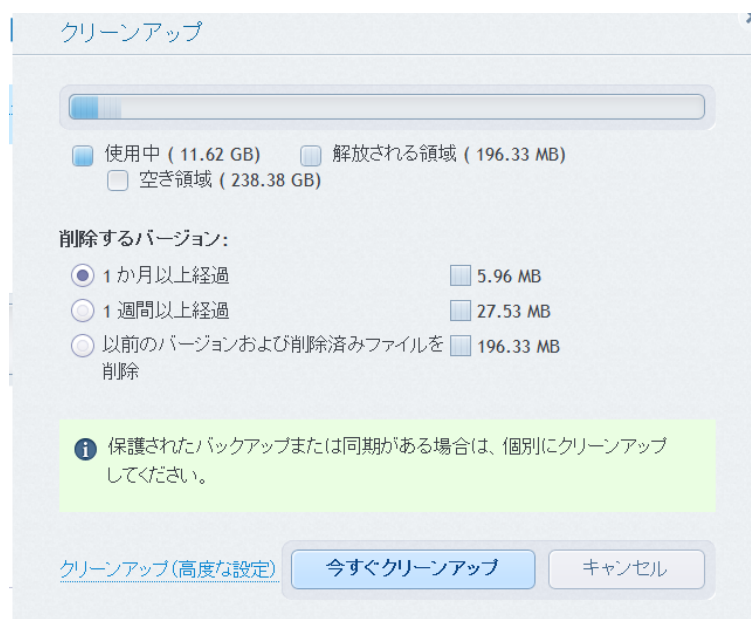 クリーンアップ
使用中 ( 11.62 GB) 解放される領域 ( 196.33 MB)
空き領域 ( 238.38 GB)
削除するバージョン:
1 か月以上経過 5.96 MB
1 週間以上経過 27.53 MB
以前のバージョンおよび削除済みファイルを 196.33 MB
削除
保護されたバックアップまたは同期がある場合は、個別にクリーンアップ
してください。
クリーンアップ(高度な設定) 今すぐクリーンアップ キャンセル